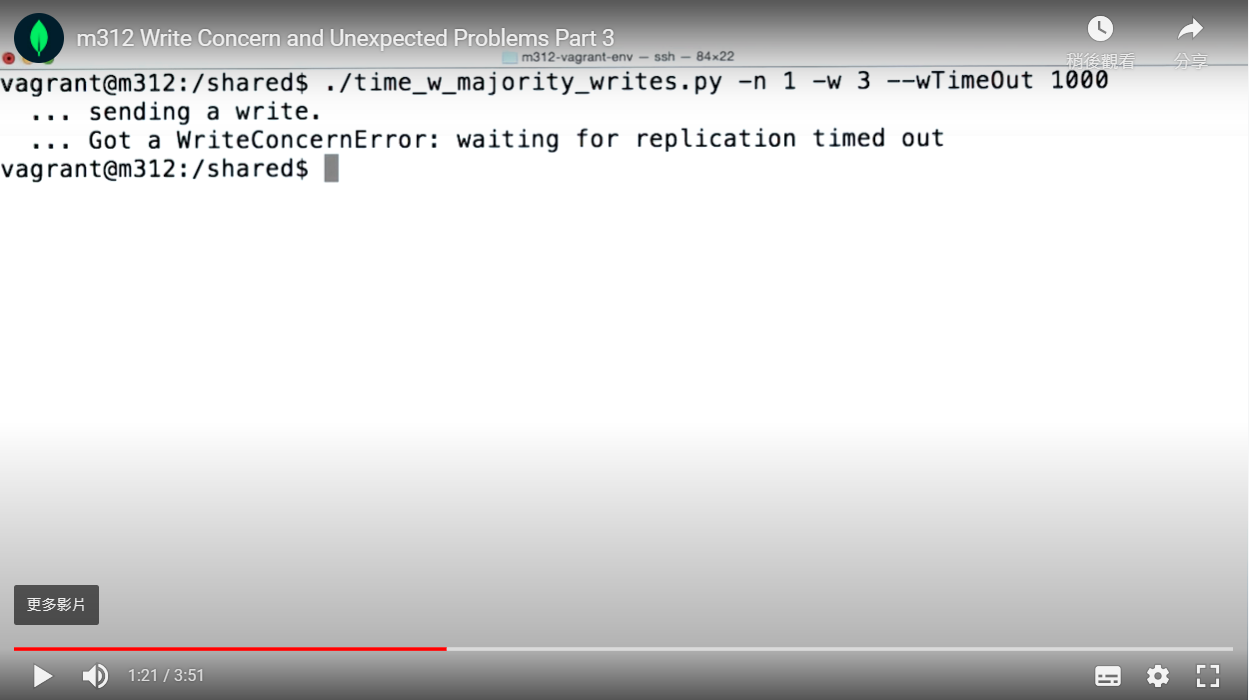 m312 Write Concern and Unexpected Problems Part 3
稍後觀看
分享
m312-vagrant-env — ssh — 84×22
vagrant@m312:/shared$ ./time_w_majority_writes.py -n 1 -w 3 --wTimeOut 1000
... sending a write.
... Got a WriteConcernError: waiting for replication timed out
vagrant@m312:/shared$
更多影片
1:21 / 3:51